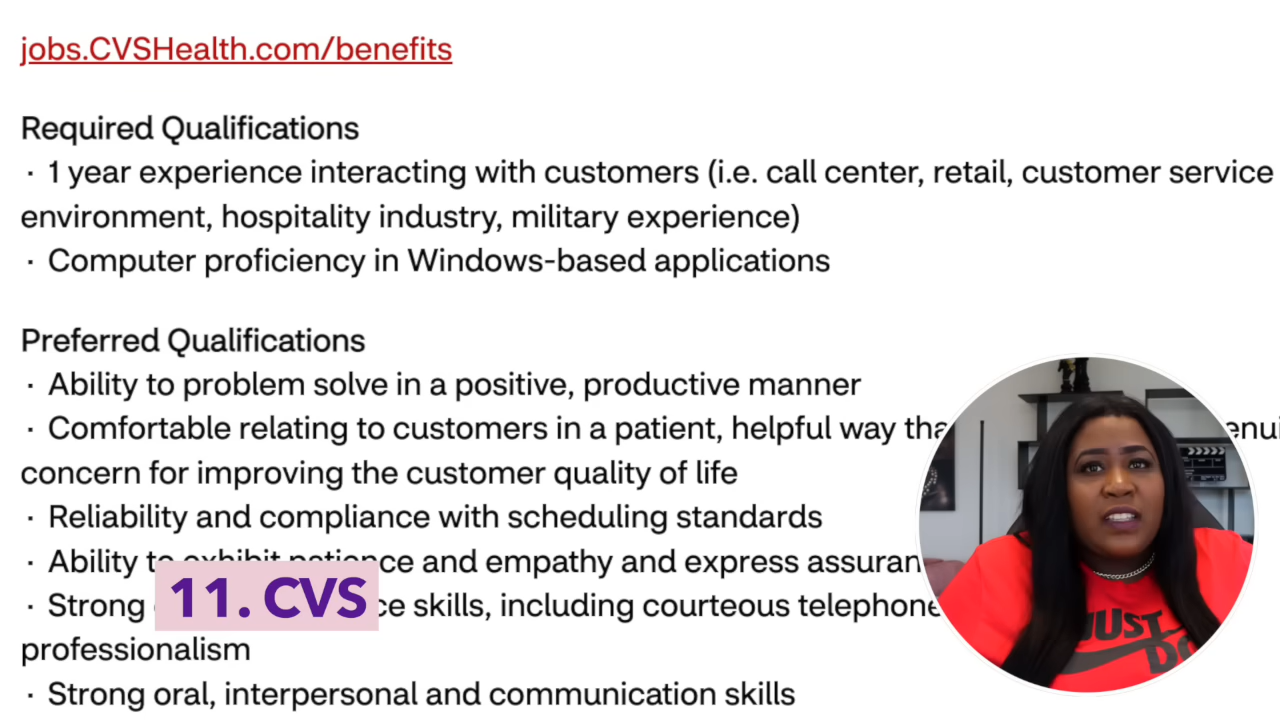 jobs.CVSHealth.com/benefits
Required Qualifications
· 1 year experience interacting with customers (i.e. call center, retail, customer service
environment, hospitality industry, military experience)
· Computer proficiency in Windows-based applications
Preferred Qualifications
· Ability to problem solve in a positive, productive manner
· Comfortable relating to customers in a patient, helpful way
concern for improving the customer quality of life
· Reliability and compliance with scheduling standards
· Ability to exhibit patience and empathy and express
· Strong skills, including courteous telephone
11. CVS
professionalism
· Strong oral, interpersonal and communication skills
JUST